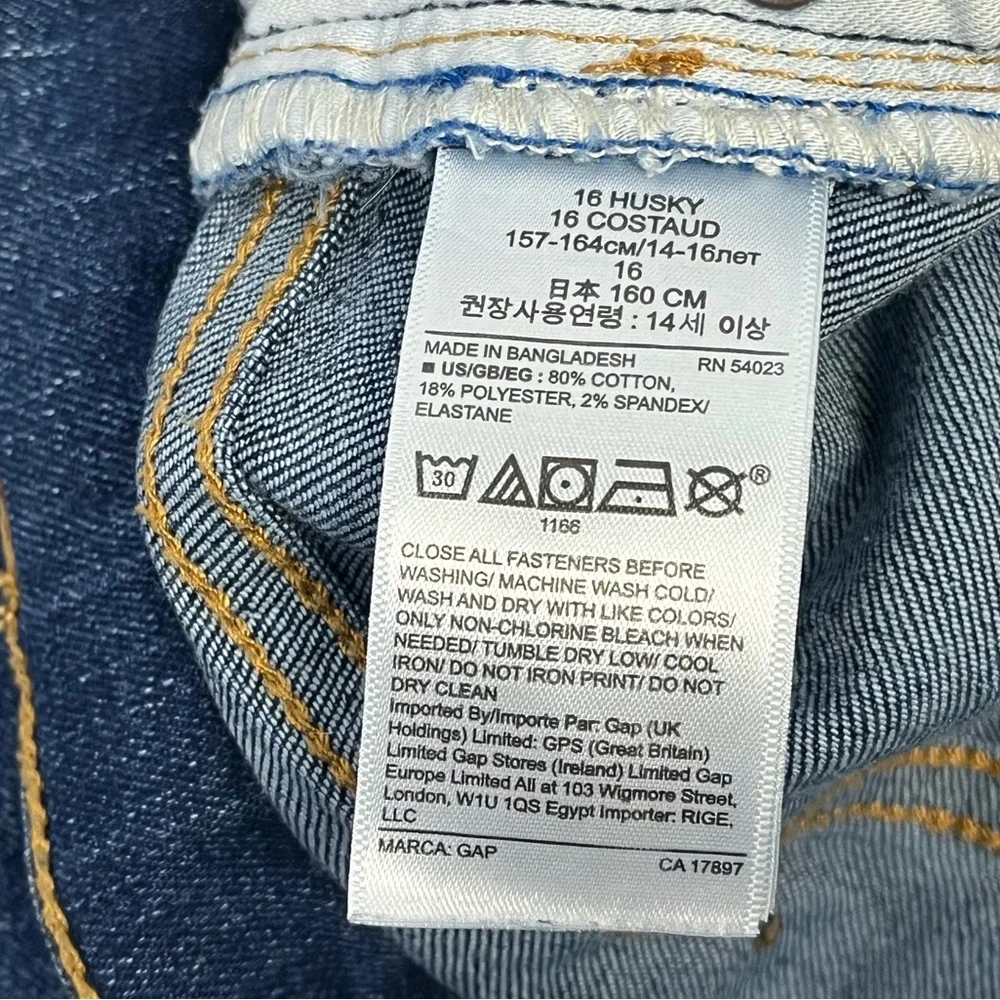 16 HUSKY
16 COSTAUD
157-164см/14-16лет
16
日本 160 CM
권장사용연령 : 14세 이상
MADE IN BANGLADESH RN 54023
■ US/GB/EG : 80% COTTON,
18% POLYESTER, 2% SPANDEX/
ELASTANE
30 ®
1166
CLOSE ALL FASTENERS BEFORE
WASHING/ MACHINE WASH COLD/
WASH AND DRY WITH LIKE COLORS/
ONLY NON-CHLORINE BLEACH WHEN
NEEDED/ TUMBLE DRY LOW/ COOL
IRON/ DO NOT IRON PRINT/ DO NOT
DRY CLEAN
Imported By/Importe Par: Gap (UK
Holdings) Limited: GPS (Great Britain)
Limited Gap Stores (Ireland) Limited Gap
Europe Limited All at 103 Wigmore Street,
London, W1U 1QS Egypt Importer: RIGE,
LLC
MARCA: GAP CA 17897